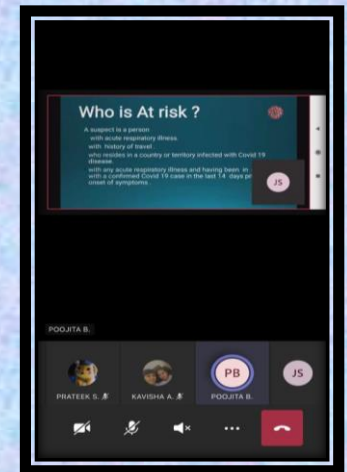 Who is At risk ?
A suspect is a person
with acute respiratory illness
with history of travel
who resides in a country or territory infected with Covid 19
disease.
with any acute respiratory illness and having been in
with a confirmed Covid 19 case in the last 14 days
onset of symptoms
JS
POOJITA B.
PB
JS
PRATEEK S.
KAVISHA A.
POOJITA B.